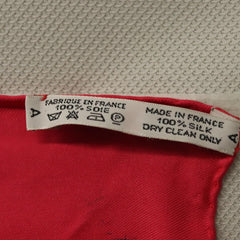 A
FABRIQUE EN FRANCE
100% SOIE
P
MADE IN FRANCE
100% SILK
DRY CLEAN ONLY
A